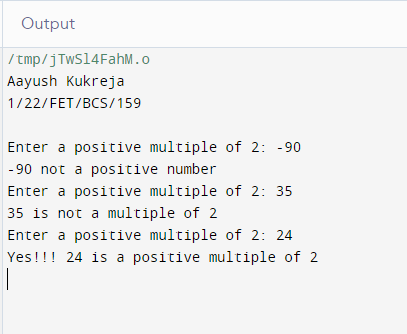 Output
/tmp/jTwSl4FahM.o
Aayush Kukreja
1/22/FET/BCS/159
Enter a positive multiple of 2: -90
-90 not a positive number
Enter a positive multiple of 2: 35
35 is not a multiple of 2
Enter a positive multiple of 2: 24
Yes!!! 24 is a positive multiple of 2